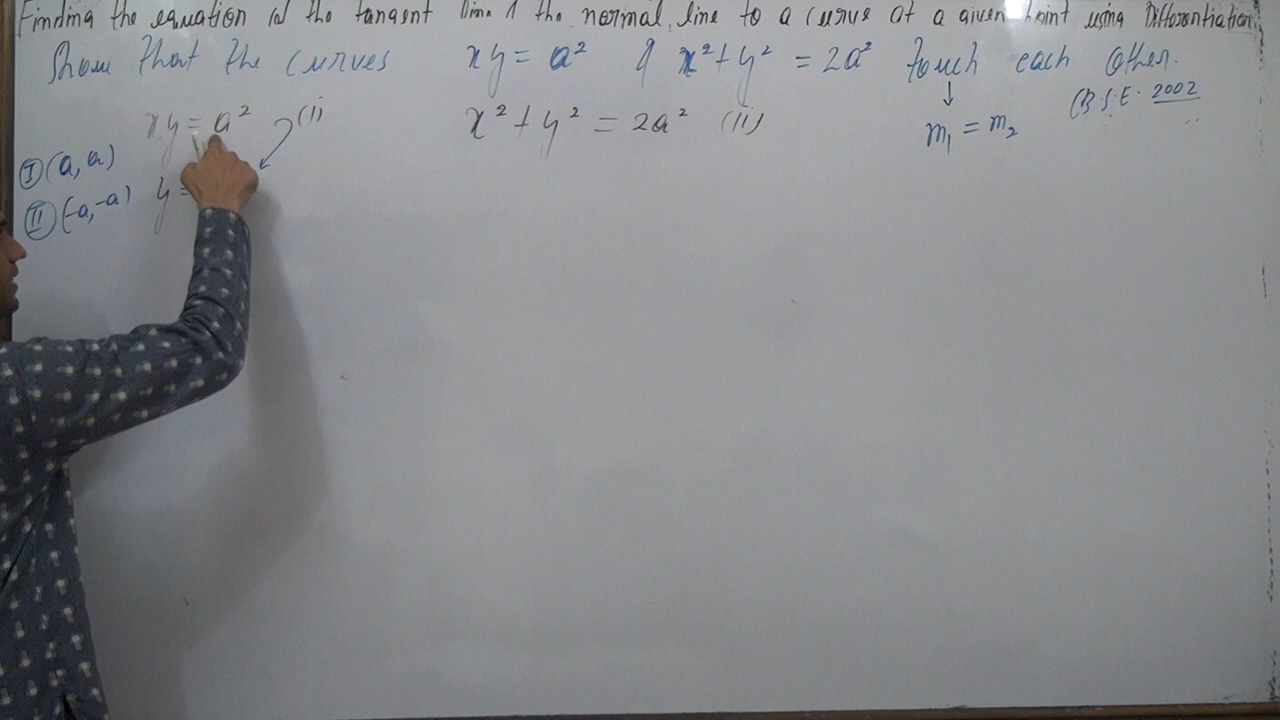 Finding the equation of the tangent line & the normal line to a curve at a given point using Differentiation
Show that the curves xy = a² & x² + y² = 2a² touch each other.
C.B.S.E. 2002
xy = a² (i) x² + y² = 2a² (ii) m₁ = m₂
(I) (a, a)
y =
(II) (-a, -a)